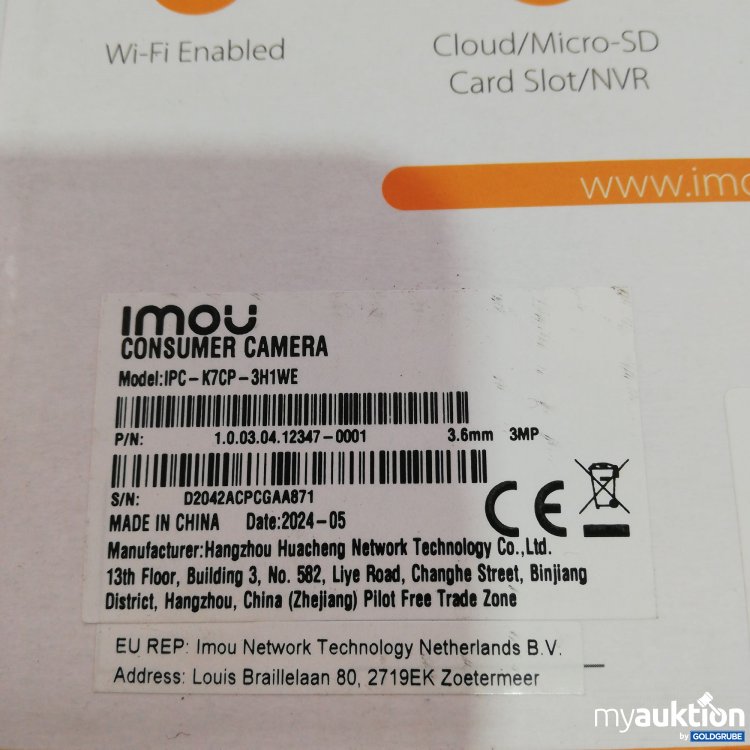 Wi-Fi Enabled
Cloud/Micro-SD
Card Slot/NVR
www.imo
imou
CONSUMER CAMERA
Model:IPC-K7CP-3H1WE
P/N: 1.0.03.04.12347-0001 3.6mm 3MP
S/N: D2042ACPCGAA871
MADE IN CHINA Date:2024-05
Manufacturer:Hangzhou Huacheng Network Technology Co.,Ltd.
13th Floor, Building 3, No. 582, Liye Road, Changhe Street, Binjiang
District, Hangzhou, China (Zhejiang) Pilot Free Trade Zone
CE
EU REP: Imou Network Technology Netherlands B.V.
Address: Louis Braillelaan 80, 2719EK Zoetermeer
myauktion
by GOLDGRUBE